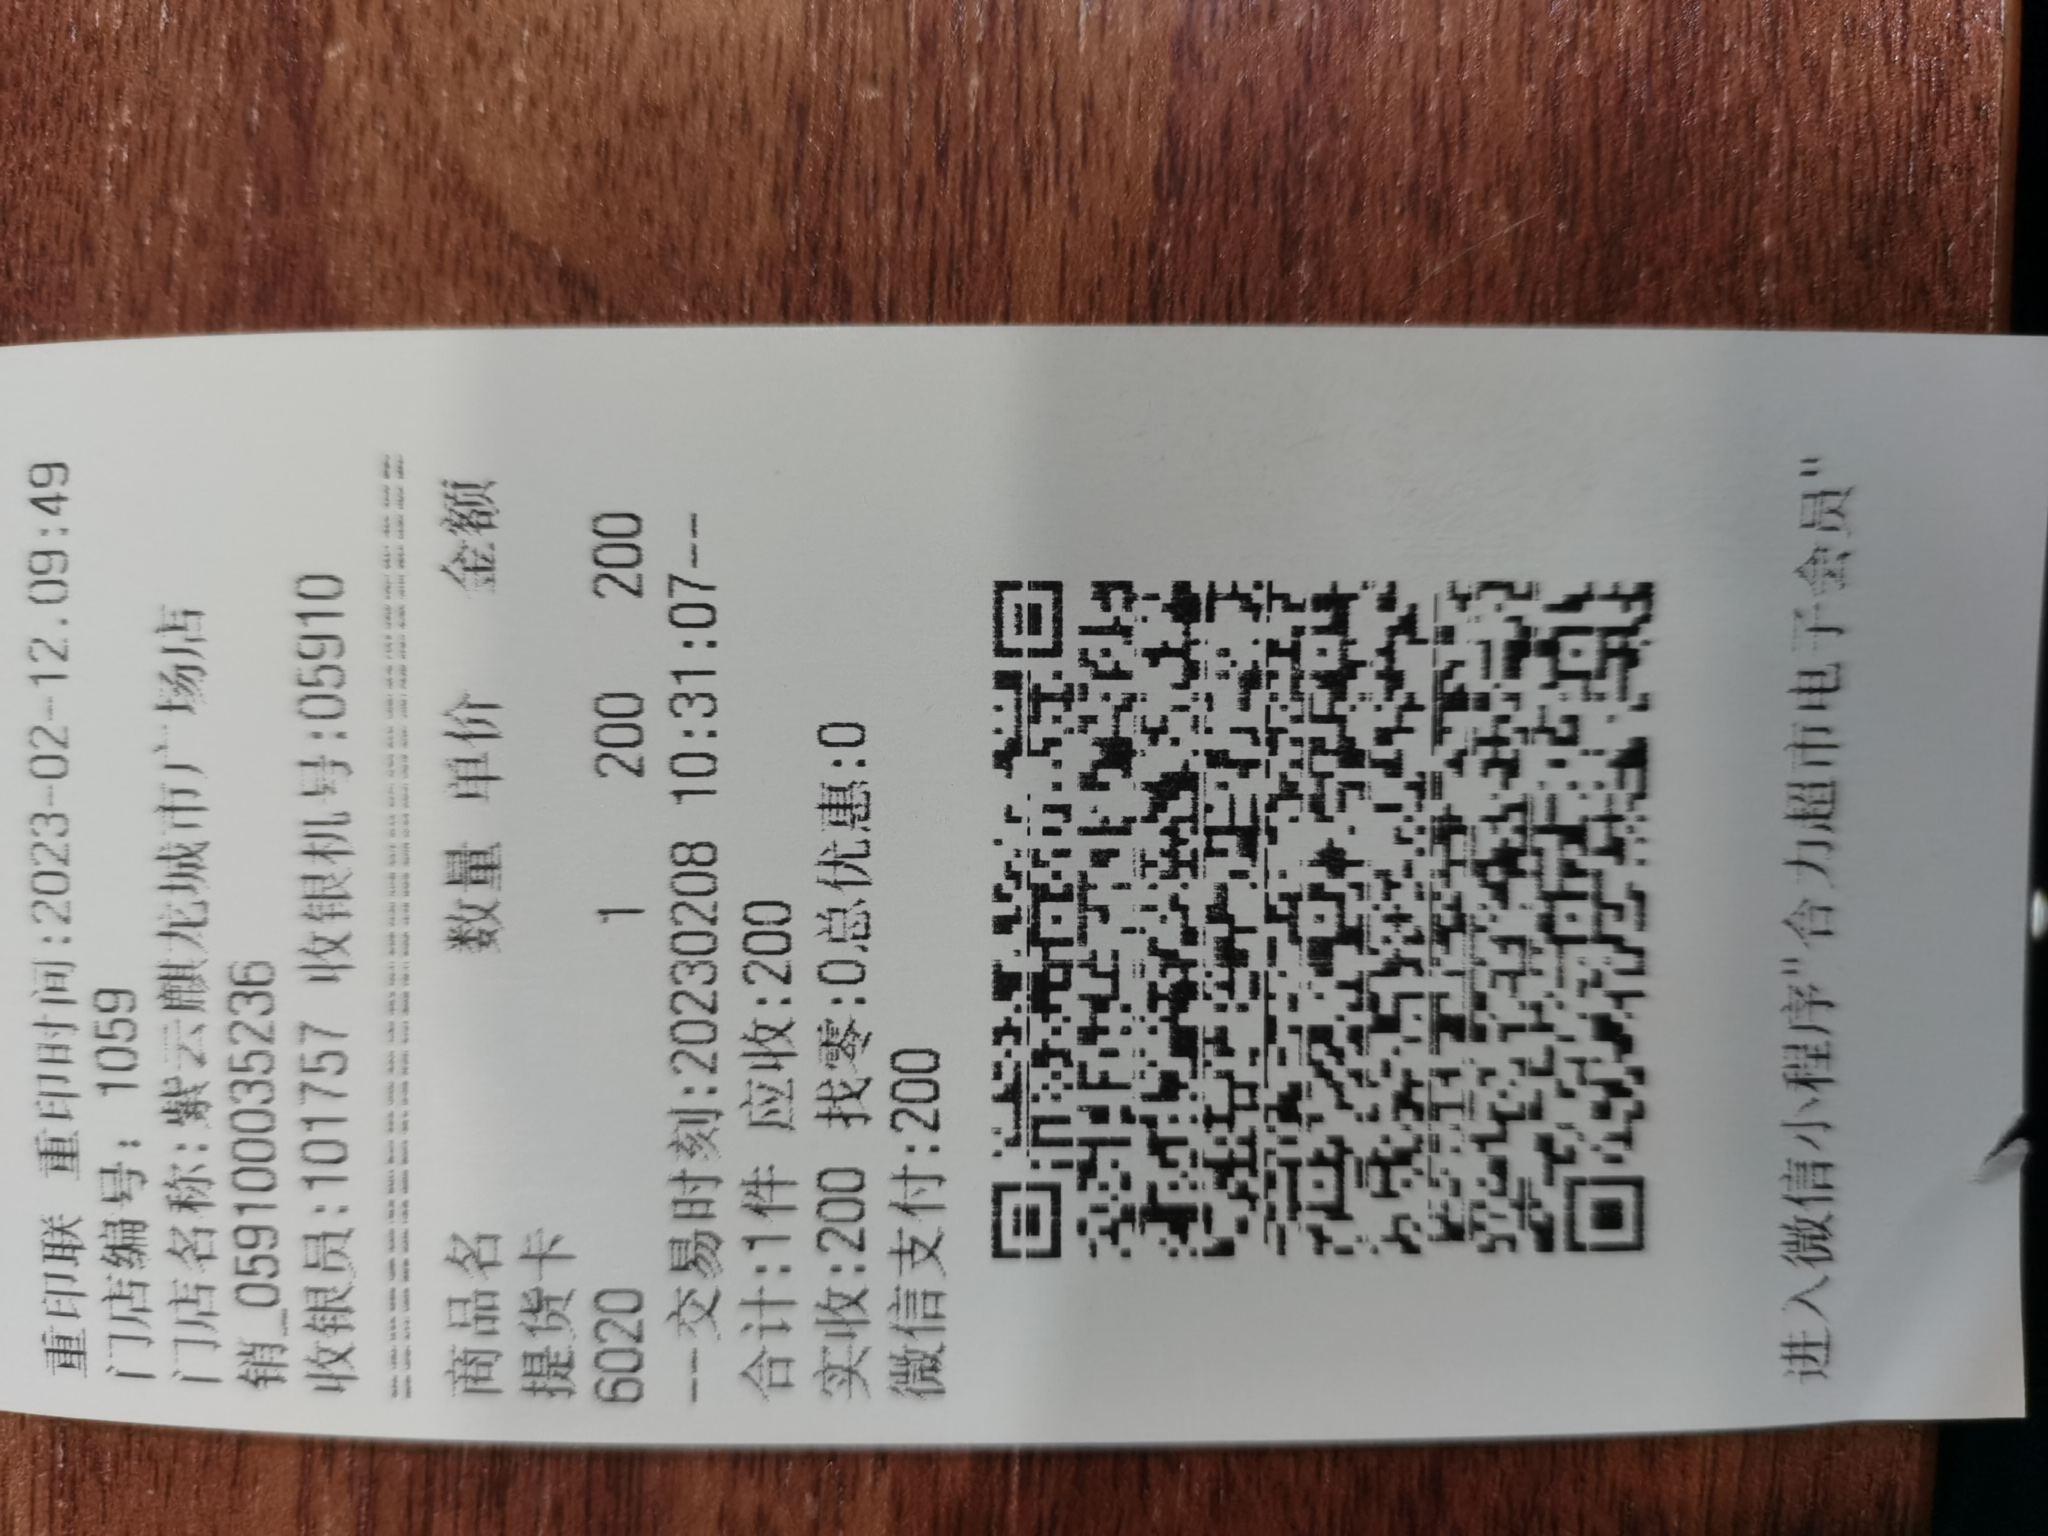 重印联 重印时间:2023-02-12.09:49
门店编号: 1059
门店名称:紫云麒龙城市广场店
销_0591000035236
收银员:101757 收银机号:05910
商品名 数量 单价 金额
提货卡
6020 1 200 200
--交易时刻:20230208 10:31:07--
合计:1件 应收:200
实收:200 找零:0总优惠:0
微信支付:200
进入微信小程序"合力超市电子会员"